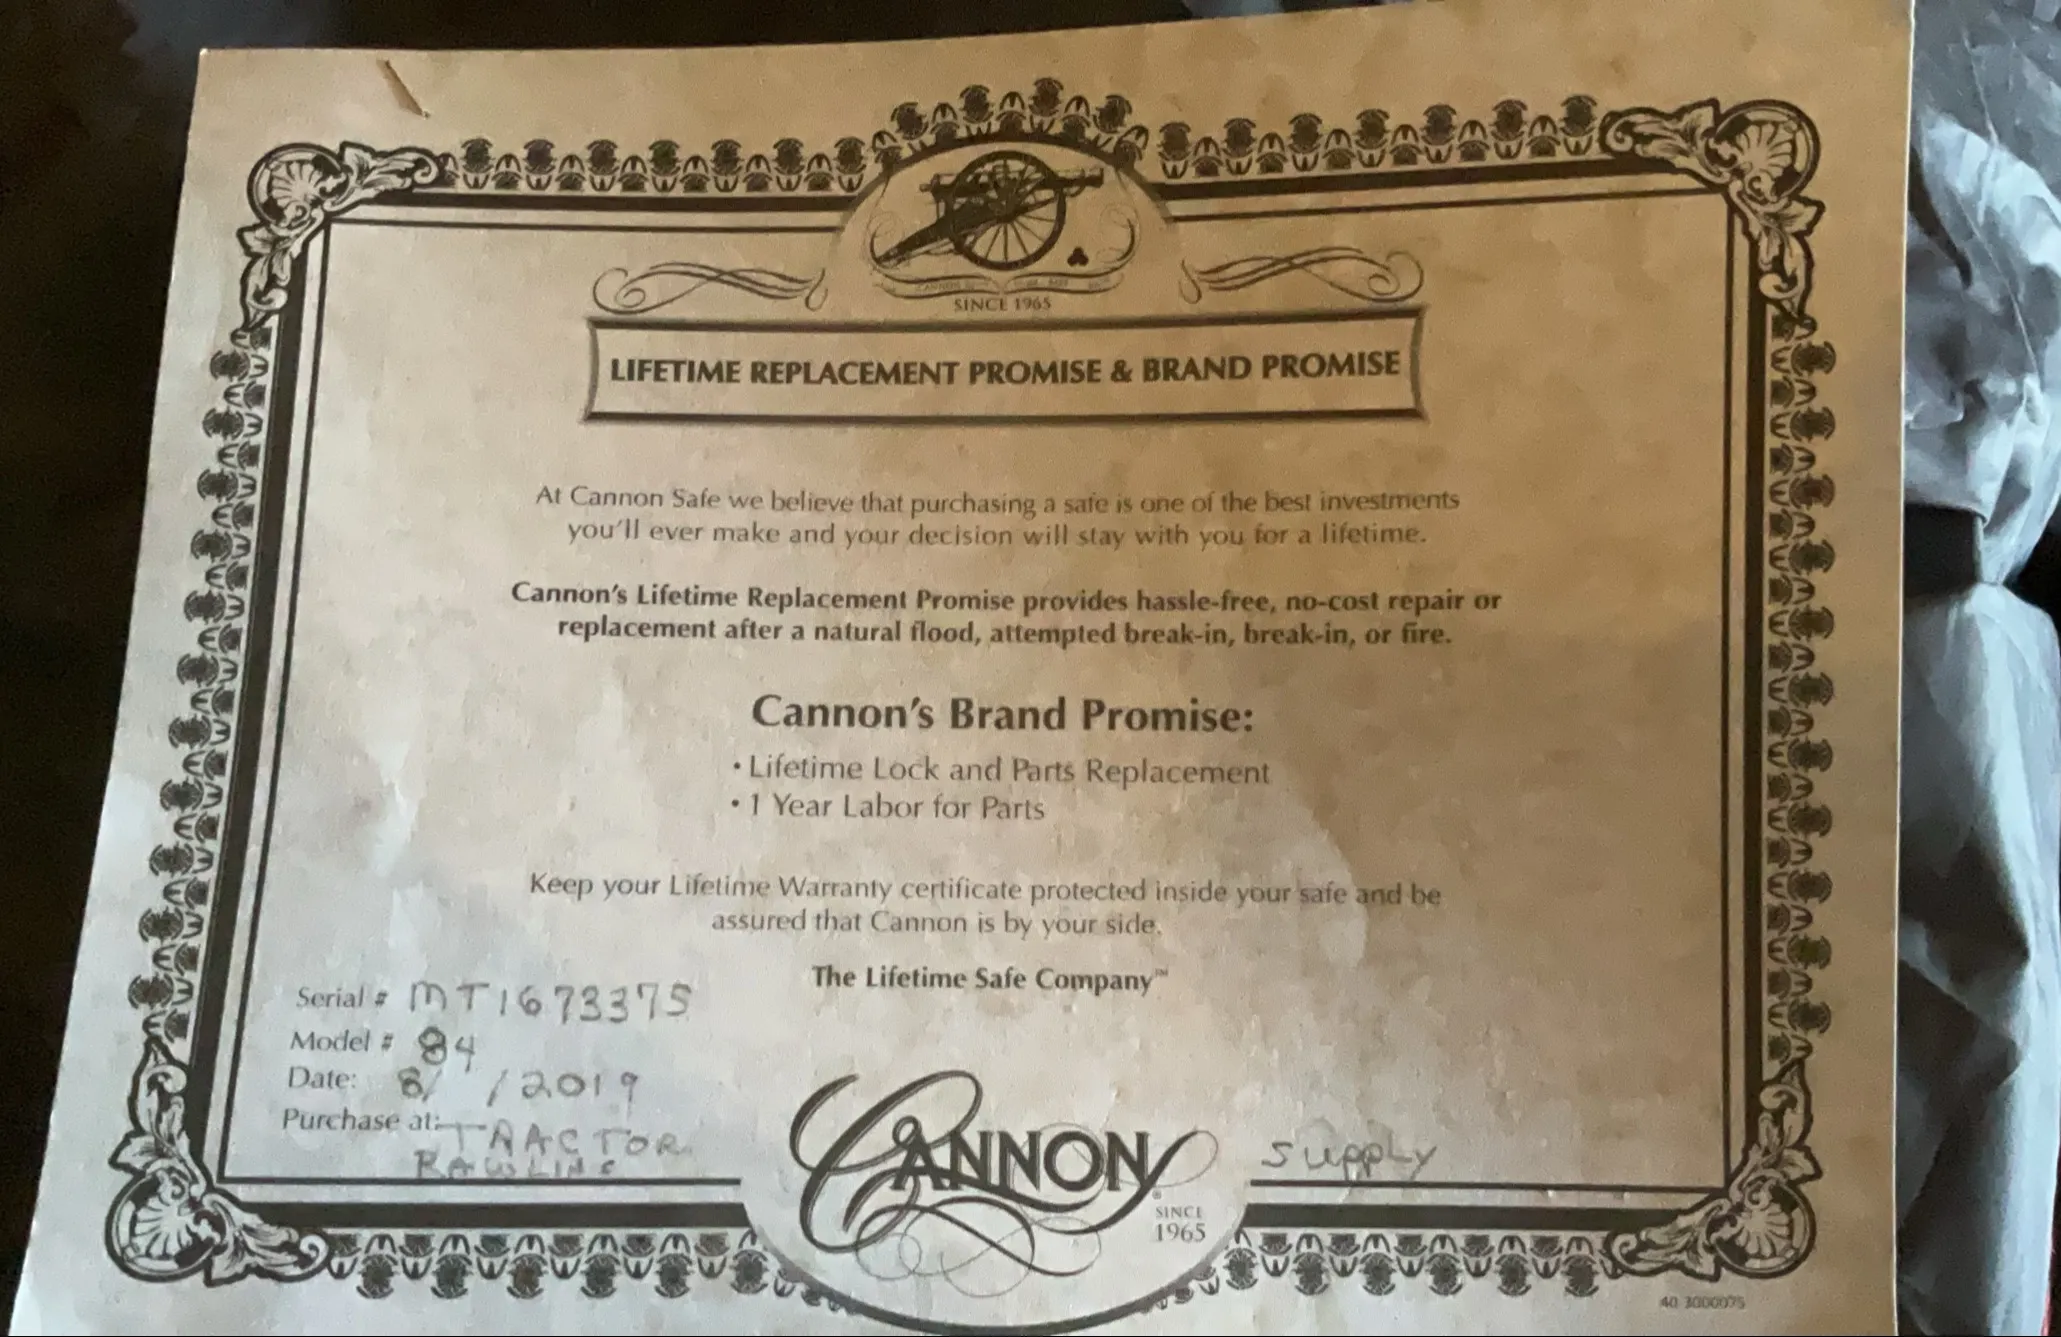 SINCE 1965
LIFETIME REPLACEMENT PROMISE & BRAND PROMISE
At Cannon Safe we believe that purchasing a safe is one of the best investments
you'll ever make and your decision will stay with you for a lifetime.
Cannon's Lifetime Replacement Promise provides hassle-free, no-cost repair or
replacement after a natural flood, attempted break-in, break-in, or fire.
Cannon's Brand Promise:
• Lifetime Lock and Parts Replacement
• 1 Year Labor for Parts
Keep your Lifetime Warranty certificate protected inside your safe and be
assured that Cannon is by your side.
The Lifetime Safe Company™
Serial # MT1673375
Model # 84
Date: 8/ /2019
Purchase at: TRACTOR Supply
RAWLINS
CANNON®
SINCE
1965
40 3000075